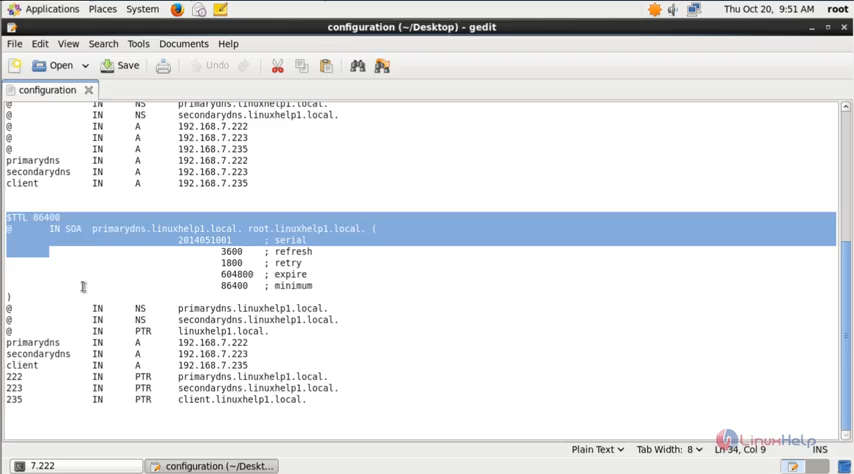 Applications Places System Thu Oct 20, 9:51 AM root
configuration (~/Desktop) - gedit
File Edit View Search Tools Documents Help
Open Save Undo
configuration
@ IN NS primarydns.linuxhelp1.local.
@ IN NS secondarydns.linuxhelp1.local.
@ IN A 192.168.7.222
@ IN A 192.168.7.223
@ IN A 192.168.7.235
primarydns IN A 192.168.7.222
secondarydns IN A 192.168.7.223
client IN A 192.168.7.235
$TTL 86400
@ IN SOA primarydns.linuxhelp1.local. root.linuxhelp1.local. (
2014051001 ; serial
3600 ; refresh
1800 ; retry
604800 ; expire
86400 ; minimum
)
@ IN NS primarydns.linuxhelp1.local.
@ IN NS secondarydns.linuxhelp1.local.
@ IN PTR linuxhelp1.local.
primarydns IN A 192.168.7.222
secondarydns IN A 192.168.7.223
client IN A 192.168.7.235
222 IN PTR primarydns.linuxhelp1.local.
223 IN PTR secondarydns.linuxhelp1.local.
235 IN PTR client.linuxhelp1.local.
LinuxHelp
Plain Text Tab Width: 8 Ln 34, Col 9 INS
7.222 configuration (~/Deskt...